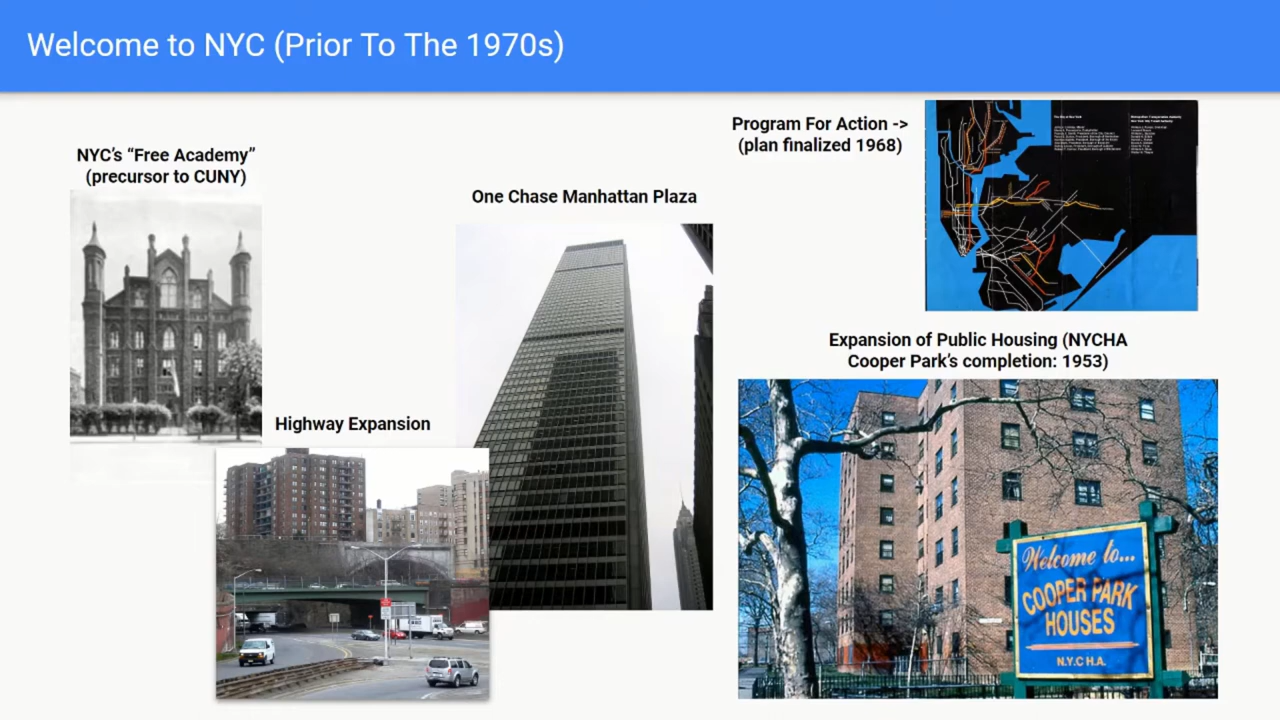 Welcome to NYC (Prior To The 1970s)
NYC's “Free Academy”
(precursor to CUNY)
One Chase Manhattan Plaza
Program For Action ->
(plan finalized 1968)
Highway Expansion
Expansion of Public Housing (NYCHA
Cooper Park's completion: 1953)
Welcome to...
COOPER PARK
HOUSES
N.Y.C H.A.